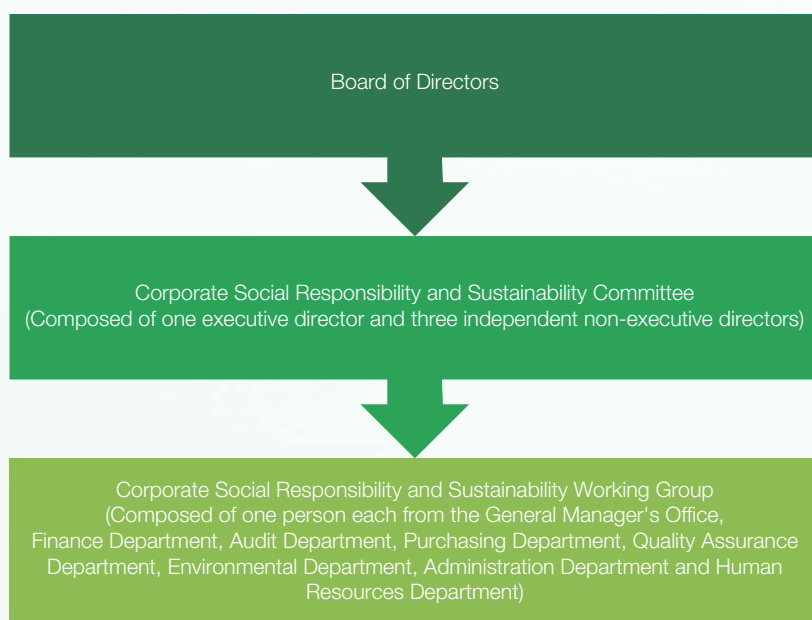 Board of Directors
Corporate Social Responsibility and Sustainability Committee
(Composed of one executive director and three independent non-executive directors)
Corporate Social Responsibility and Sustainability Working Group
(Composed of one person each from the General Manager's Office,
Finance Department, Audit Department, Purchasing Department, Quality Assurance
Department, Environmental Department, Administration Department and Human
Resources Department)